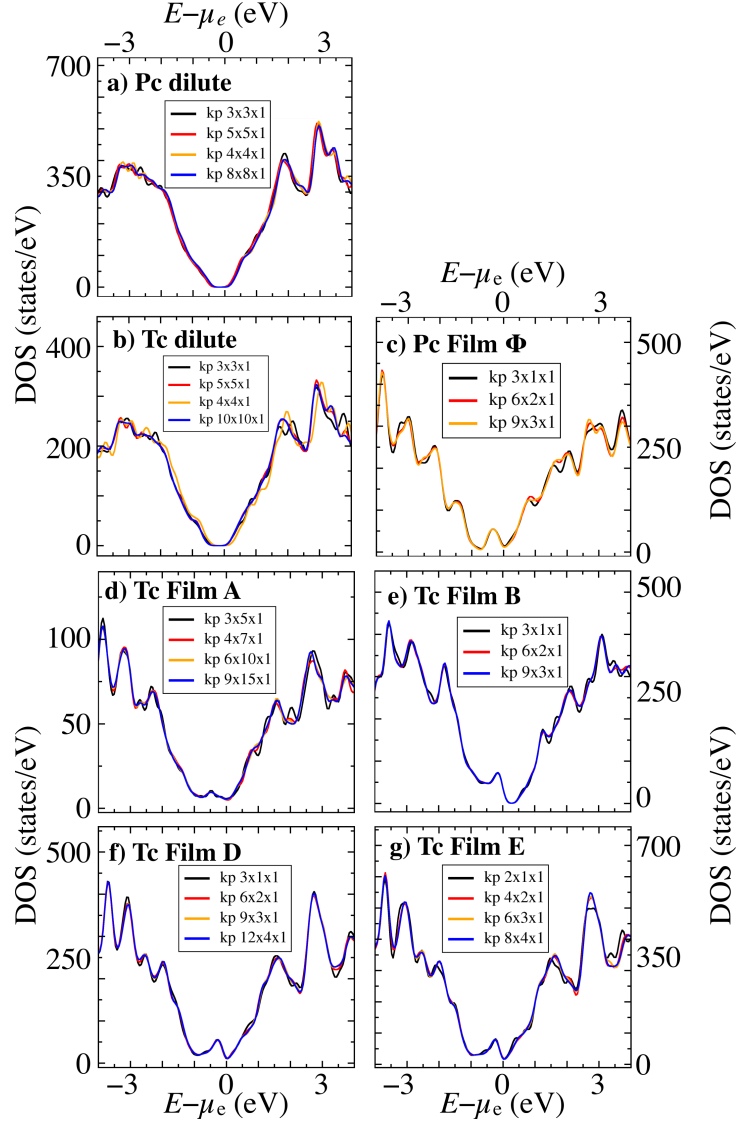 E−μe (eV)
−3 0 3
700
350
0
a) Pc dilute
kp 3x3x1
kp 5x5x1
kp 4x4x1
kp 8x8x1
DOS (states/eV)
E−μe (eV)
−3 0 3
400
200
0
b) Tc dilute
kp 3x3x1
kp 5x5x1
kp 4x4x1
kp 10x10x1
c) Pc Film Φ
kp 3x1x1
kp 6x2x1
kp 9x3x1
500
250
0
DOS (states/eV)
100
50
0
d) Tc Film A
kp 3x5x1
kp 4x7x1
kp 6x10x1
kp 9x15x1
e) Tc Film B
kp 3x1x1
kp 6x2x1
kp 9x3x1
500
250
0
DOS (states/eV)
500
250
0
f) Tc Film D
kp 3x1x1
kp 6x2x1
kp 9x3x1
kp 12x4x1
g) Tc Film E
kp 2x1x1
kp 4x2x1
kp 6x3x1
kp 8x4x1
700
350
0
DOS (states/eV)
−3 0 3
−3 0 3
E−μe (eV)
E−μe (eV)